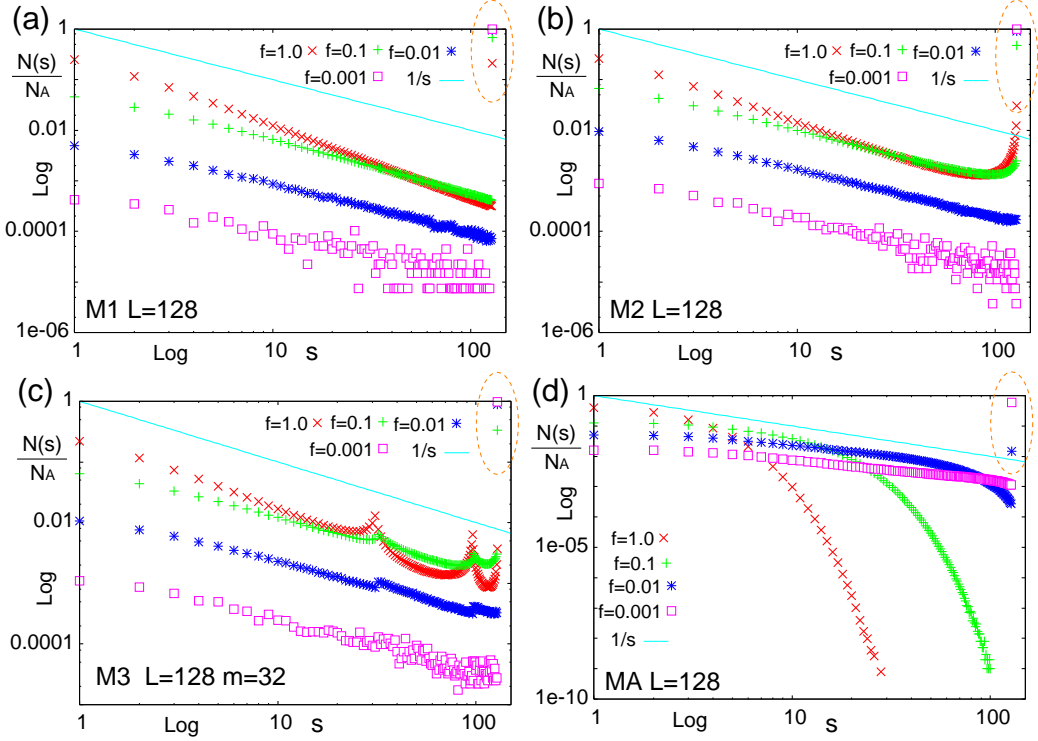 (a)
1
N(s)
NA
f=1.0 f=0.1 f=0.01
f=0.001 1/s
0.01
Log
0.0001
M1 L=128
1e-06
1 Log 10 s 100
(b)
1
N(s)
NA
f=1.0 f=0.1 f=0.01
f=0.001 1/s
0.01
Log
0.0001
M2 L=128
1e-06
1 Log 10 s 100
(c)
1
N(s)
NA
f=1.0 f=0.1 f=0.01
f=0.001 1/s
0.01
Log
0.0001
M3 L=128 m=32
1 Log 10 s 100
(d)
1
N(s)
NA
Log
f=1.0
f=0.1
1e-05
f=0.01
f=0.001
1/s
MA L=128
1e-10
1 Log 10 s 100